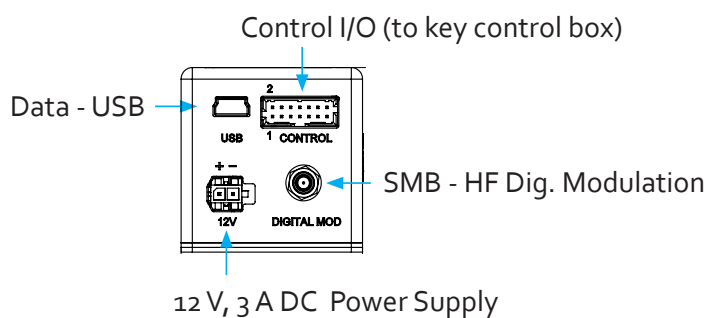 Control I/O (to key control box)
2
Data - USB
USB
1 CONTROL
+ -
SMB - HF Dig. Modulation
12V
DIGITAL MOD
12 V, 3 A DC Power Supply